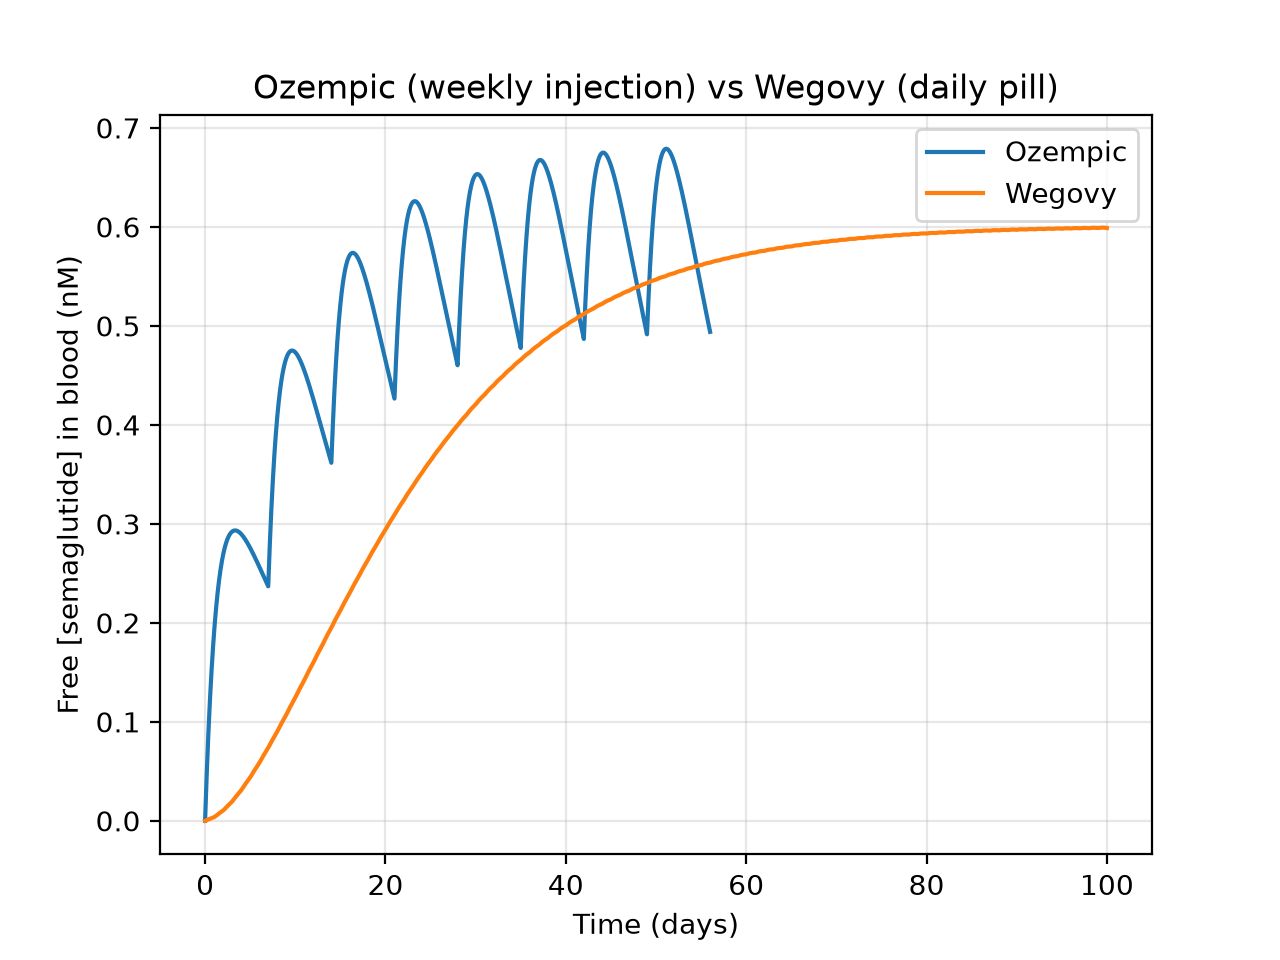 Ozempic (weekly injection) vs Wegovy (daily pill)
Ozempic
Wegovy
Free [semaglutide] in blood (nM)
0.7
0.6
0.5
0.4
0.3
0.2
0.1
0.0
0 20 40 60 80 100
Time (days)